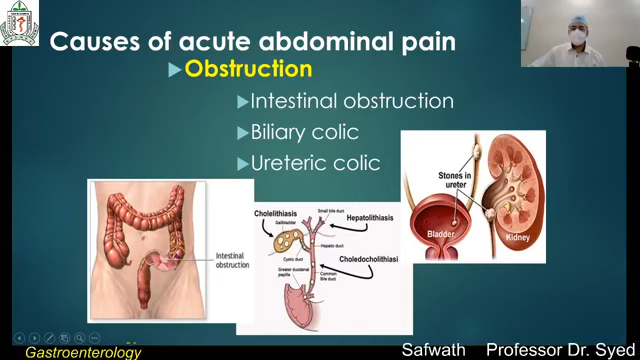 Causes of acute abdominal pain
Obstruction
Intestinal obstruction
Biliary colic
Ureteric colic
Intestinal
obstruction
Cholelithiasis
Gallbladder
Small bile duct
Hepatolithiasis
Hepatic duct
Cystic duct
Choledocholithiasi
Greater duodenal
papilla
Common
bile duct
Stones in
ureter
Bladder
Kidney
Gastroenterology
Safwath Professor Dr. Syed